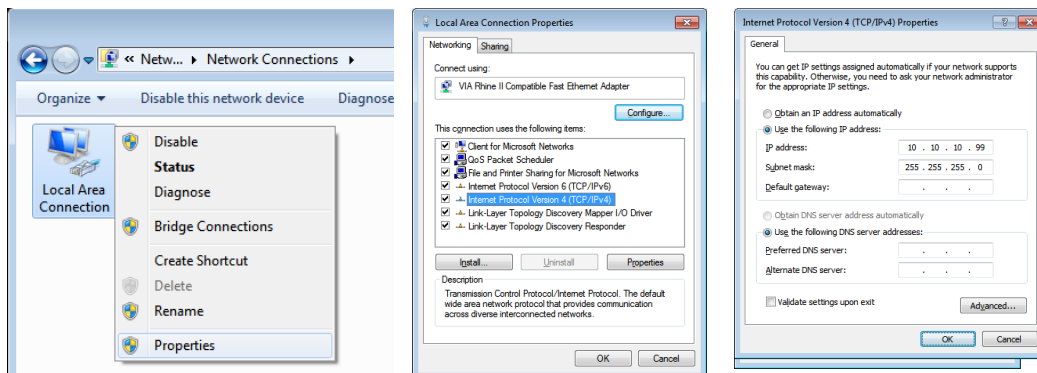 « Netw... ▸ Network Connections ▸
Organize ▾ Disable this network device Diagnose
Local Area
Connection
Disable
Status
Diagnose
Bridge Connections
Create Shortcut
Delete
Rename
Properties
Local Area Connection Properties
Networking Sharing
Connect using:
VIA Rhine II Compatible Fast Ethernet Adapter
Configure...
This connection uses the following items:
Client for Microsoft Networks
QoS Packet Scheduler
File and Printer Sharing for Microsoft Networks
Internet Protocol Version 6 (TCP/IPv6)
Internet Protocol Version 4 (TCP/IPv4)
Link-Layer Topology Discovery Mapper I/O Driver
Link-Layer Topology Discovery Responder
Install... Uninstall Properties
Description
Transmission Control Protocol/Internet Protocol. The default
wide area network protocol that provides communication
across diverse interconnected networks.
OK Cancel
Internet Protocol Version 4 (TCP/IPv4) Properties
General
You can get IP settings assigned automatically if your network supports
this capability. Otherwise, you need to ask your network administrator
for the appropriate IP settings.
Obtain an IP address automatically
Use the following IP address:
IP address: 10 . 10 . 10 . 99
Subnet mask: 255 . 255 . 255 . 0
Default gateway: . . .
Obtain DNS server address automatically
Use the following DNS server addresses:
Preferred DNS server: . . .
Alternate DNS server: . . .
Validate settings upon exit Advanced...
OK Cancel